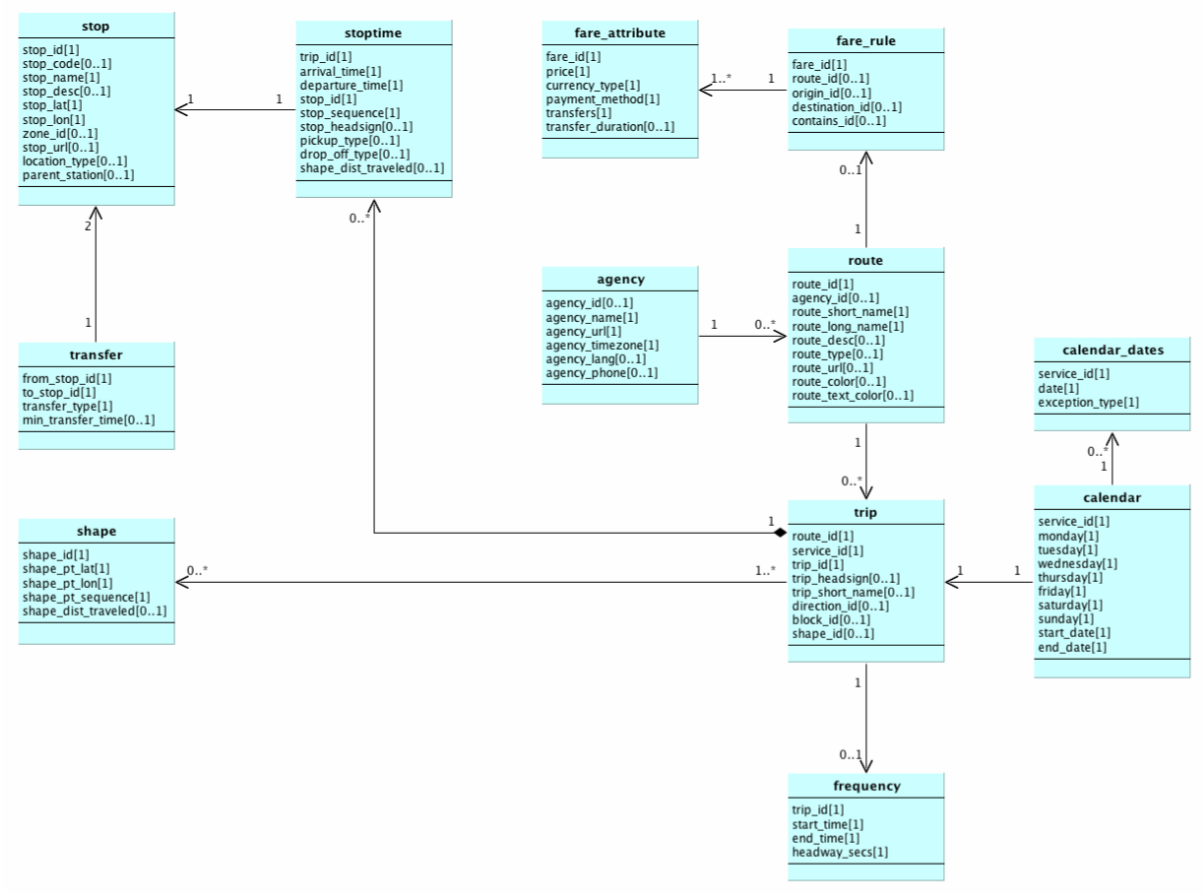 stop
stop_id[1]
stop_code[0..1]
stop_name[1]
stop_desc[0..1]
stop_lat[1]
stop_lon[1]
zone_id[0..1]
stop_url[0..1]
location_type[0..1]
parent_station[0..1]
1
1
stoptime
trip_id[1]
arrival_time[1]
departure_time[1]
stop_id[1]
stop_sequence[1]
stop_headsign[0..1]
pickup_type[0..1]
drop_off_type[0..1]
shape_dist_traveled[0..1]
0..*
fare_attribute
fare_id[1]
price[1]
currency_type[1]
payment_method[1]
transfers[1]
transfer_duration[0..1]
1..*
1
fare_rule
fare_id[1]
route_id[0..1]
origin_id[0..1]
destination_id[0..1]
contains_id[0..1]
0..1
1
2
1
transfer
from_stop_id[1]
to_stop_id[1]
transfer_type[1]
min_transfer_time[0..1]
agency
agency_id[0..1]
agency_name[1]
agency_url[1]
agency_timezone[1]
agency_lang[0..1]
agency_phone[0..1]
1
0..*
route
route_id[1]
agency_id[0..1]
route_short_name[1]
route_long_name[1]
route_desc[0..1]
route_type[0..1]
route_url[0..1]
route_color[0..1]
route_text_color[0..1]
1
0..*
calendar_dates
service_id[1]
date[1]
exception_type[1]
0..*
1
calendar
service_id[1]
monday[1]
tuesday[1]
wednesday[1]
thursday[1]
friday[1]
saturday[1]
sunday[1]
start_date[1]
end_date[1]
1
1
trip
route_id[1]
service_id[1]
trip_id[1]
trip_headsign[0..1]
trip_short_name[0..1]
direction_id[0..1]
block_id[0..1]
shape_id[0..1]
1
1..*
0..*
shape
shape_id[1]
shape_pt_lat[1]
shape_pt_lon[1]
shape_pt_sequence[1]
shape_dist_traveled[0..1]
1
0..1
frequency
trip_id[1]
start_time[1]
end_time[1]
headway_secs[1]